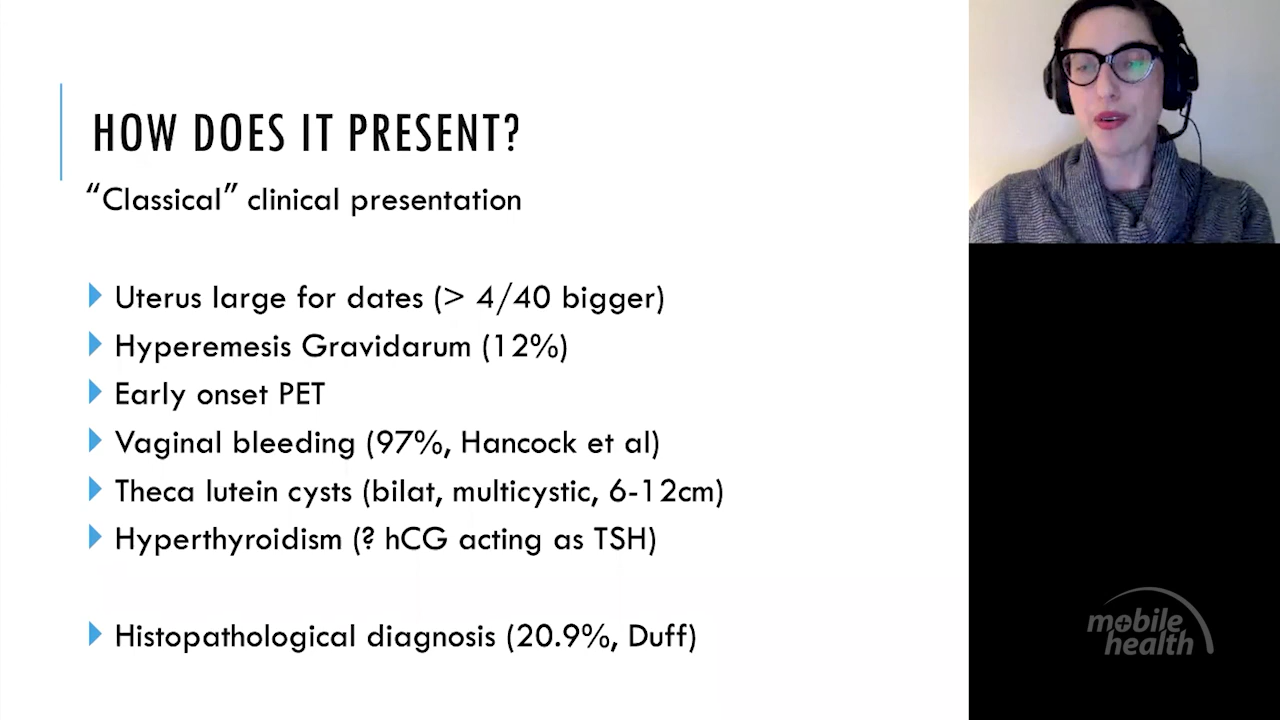 HOW DOES IT PRESENT?
“Classical” clinical presentation
Uterus large for dates (> 4/40 bigger)
Hyperemesis Gravidarum (12%)
Early onset PET
Vaginal bleeding (97%, Hancock et al)
Theca lutein cysts (bilat, multicystic, 6-12cm)
Hyperthyroidism (? hCG acting as TSH)
Histopathological diagnosis (20.9%, Duff)
mobile
health